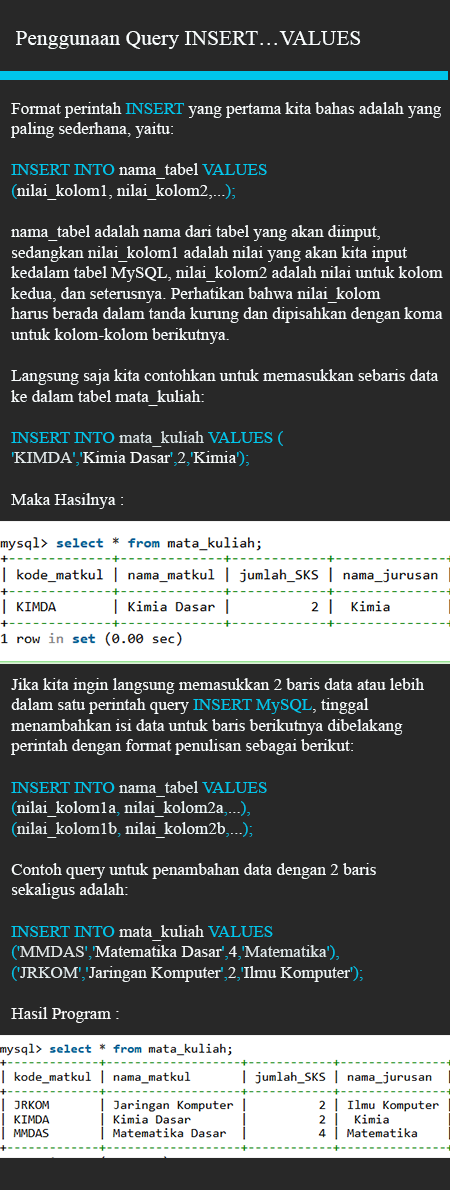 Penggunaan Query INSERT…VALUES
Format perintah INSERT yang pertama kita bahas adalah yang
paling sederhana, yaitu:
INSERT INTO nama_tabel VALUES
(nilai_kolom1, nilai_kolom2,...);
nama_tabel adalah nama dari tabel yang akan diinput,
sedangkan nilai_kolom1 adalah nilai yang akan kita input
kedalam tabel MySQL, nilai_kolom2 adalah nilai untuk kolom
kedua, dan seterusnya. Perhatikan bahwa nilai_kolom
harus berada dalam tanda kurung dan dipisahkan dengan koma
untuk kolom-kolom berikutnya.
Langsung saja kita contohkan untuk memasukkan sebaris data
ke dalam tabel mata_kuliah:
INSERT INTO mata_kuliah VALUES (
'KIMDA','Kimia Dasar',2,'Kimia');
Maka Hasilnya :
mysql> select * from mata_kuliah;
+-------------+-------------+------------+--------------
| kode_matkul | nama_matkul | jumlah_SKS | nama_jurusan |
+-------------+-------------+------------+--------------
| KIMDA | Kimia Dasar | 2 | Kimia |
+-------------+-------------+------------+--------------
1 row in set (0.00 sec)
Jika kita ingin langsung memasukkan 2 baris data atau lebih
dalam satu perintah query INSERT MySQL, tinggal
menambahkan isi data untuk baris berikutnya dibelakang
perintah dengan format penulisan sebagai berikut:
INSERT INTO nama_tabel VALUES
(nilai_kolom1a, nilai_kolom2a,...),
(nilai_kolom1b, nilai_kolom2b,...);
Contoh query untuk penambahan data dengan 2 baris
sekaligus adalah:
INSERT INTO mata_kuliah VALUES
('MMDAS','Matematika Dasar',4,'Matematika'),
('JRKOM','Jaringan Komputer',2,'Ilmu Komputer');
Hasil Program :
mysql> select * from mata_kuliah;
+-------------+-------------------+------------+---------------
| kode_matkul | nama_matkul | jumlah_SKS | nama_jurusan |
+-------------+-------------------+------------+---------------
| JRKOM | Jaringan Komputer | 2 | Ilmu Komputer |
| KIMDA | Kimia Dasar | 2 | Kimia |
| MMDAS | Matematika Dasar | 4 | Matematika |
+-------------+-------------------+------------+---------------